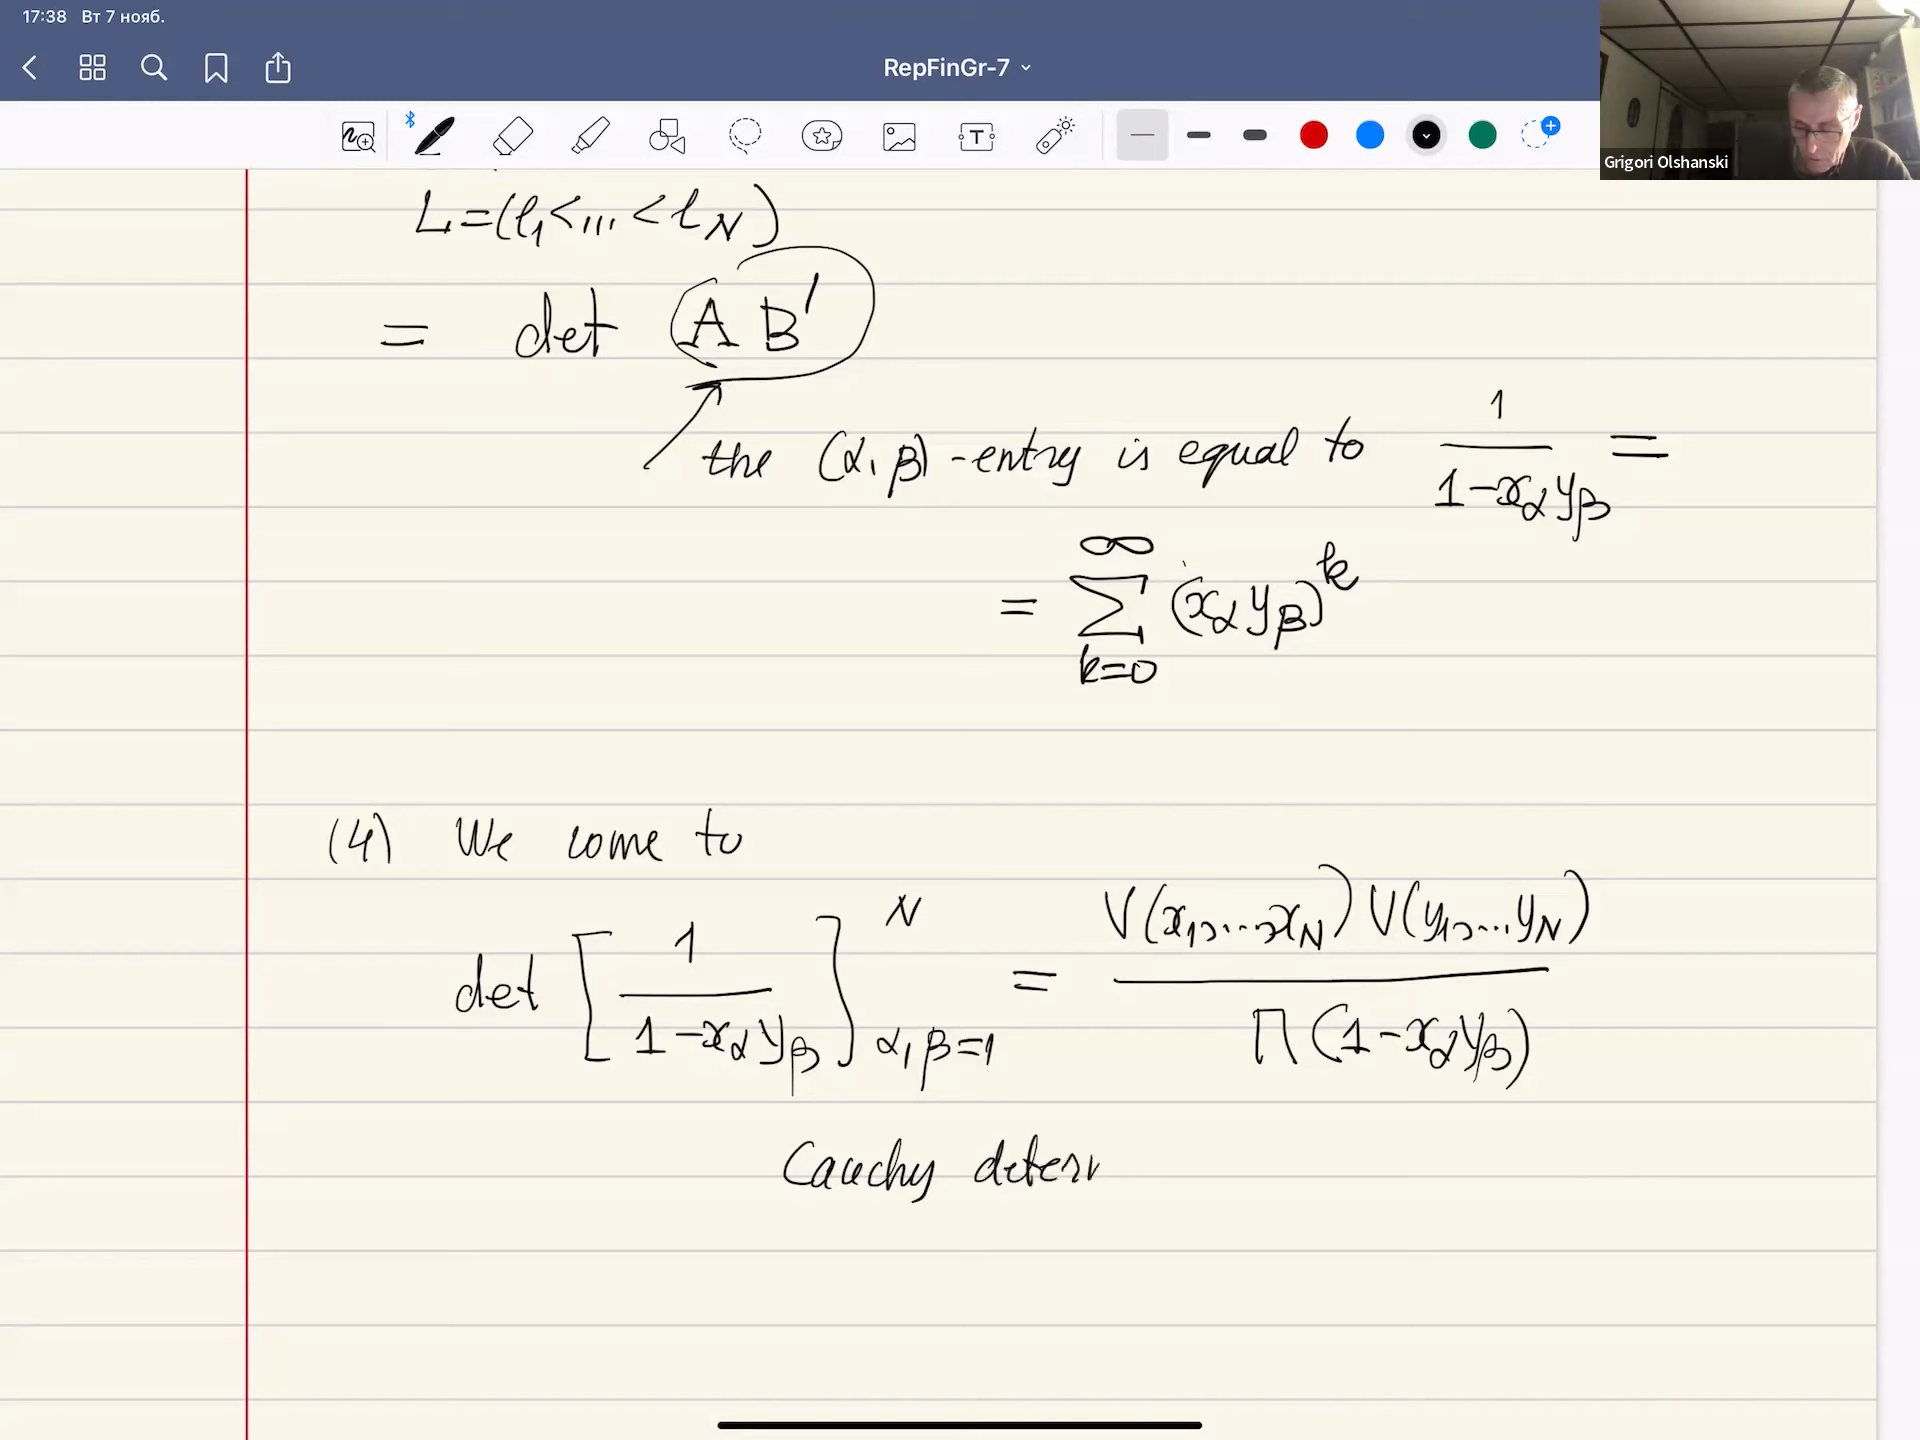 17:38 Вт 7 нояб.
RepFinGr-7
Grigori Olshanski
L=(l₁<...<l_N)
= det (A B')
the (α,β)-entry is equal to 1/(1-x_α y_β) =
= ∑_{k=0}^{∞} (x_α y_β)^k
(4) We come to
det [1/(1-x_α y_β)]_{α,β=1}^N = V(x₁,...,x_N) V(y₁,...,y_N) / ∏(1-x_α y_β)
Cauchy determ